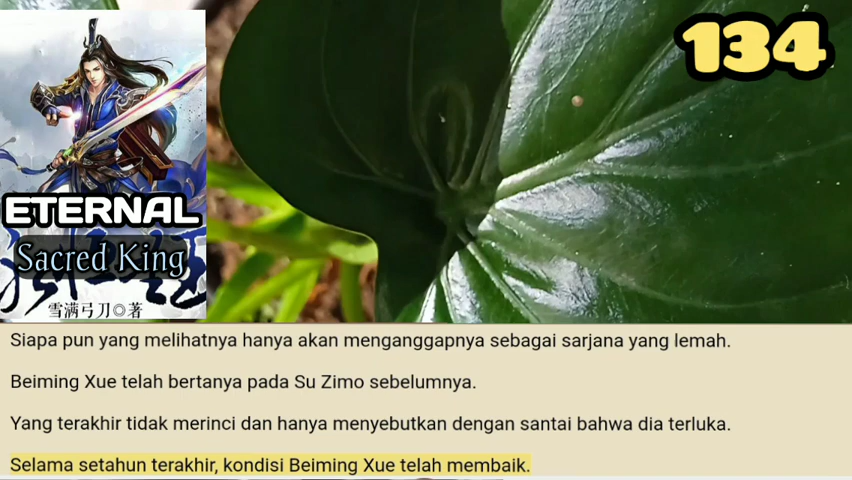 134
ETERNAL
Sacred King
雪满弓刀◎著
Siapa pun yang melihatnya hanya akan menganggapnya sebagai sarjana yang lemah.
Beiming Xue telah bertanya pada Su Zimo sebelumnya.
Yang terakhir tidak merinci dan hanya menyebutkan dengan santai bahwa dia terluka.
Selama setahun terakhir, kondisi Beiming Xue telah membaik.